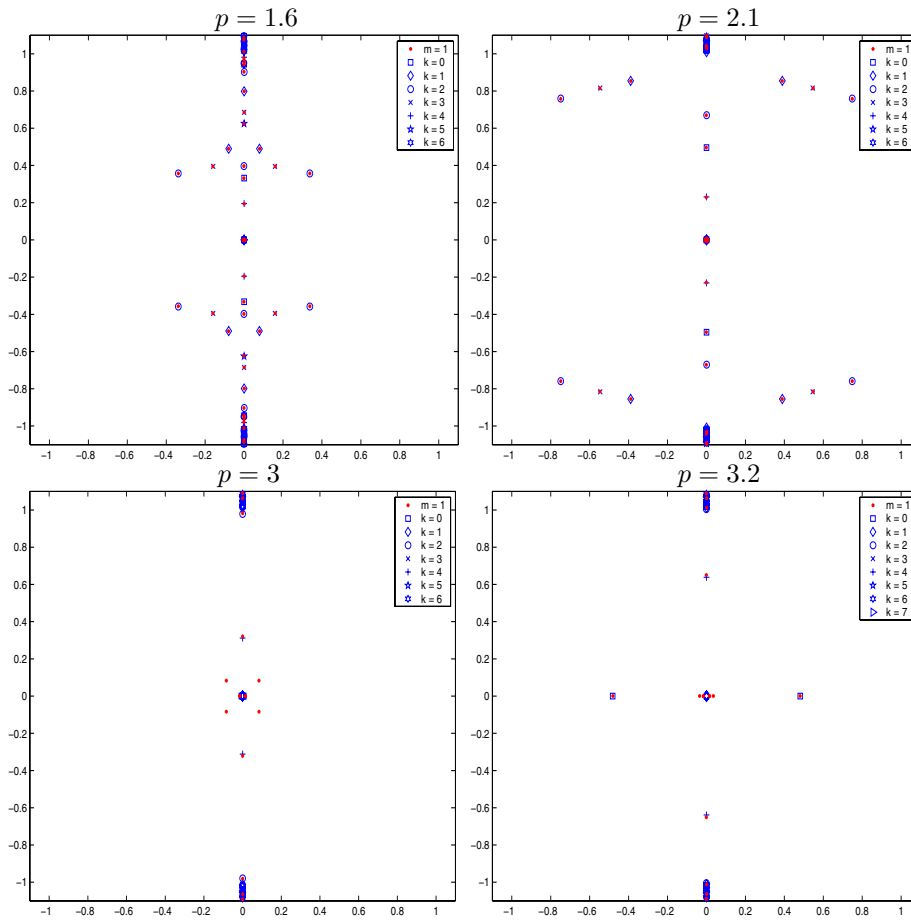 p = 1.6
1
0.8
0.6
0.4
0.2
0
−0.2
−0.4
−0.6
−0.8
−1
−1 −0.8 −0.6 −0.4 −0.2 0 0.2 0.4 0.6 0.8 1
m = 1
k = 0
k = 1
k = 2
k = 3
k = 4
k = 5
k = 6
p = 2.1
1
0.8
0.6
0.4
0.2
0
−0.2
−0.4
−0.6
−0.8
−1
−1 −0.8 −0.6 −0.4 −0.2 0 0.2 0.4 0.6 0.8 1
m = 1
k = 0
k = 1
k = 2
k = 3
k = 4
k = 5
k = 6
p = 3
1
0.8
0.6
0.4
0.2
0
−0.2
−0.4
−0.6
−0.8
−1
−1 −0.8 −0.6 −0.4 −0.2 0 0.2 0.4 0.6 0.8 1
m = 1
k = 0
k = 1
k = 2
k = 3
k = 4
k = 5
k = 6
p = 3.2
1
0.8
0.6
0.4
0.2
0
−0.2
−0.4
−0.6
−0.8
−1
−1 −0.8 −0.6 −0.4 −0.2 0 0.2 0.4 0.6 0.8 1
m = 1
k = 0
k = 1
k = 2
k = 3
k = 4
k = 5
k = 6
k = 7